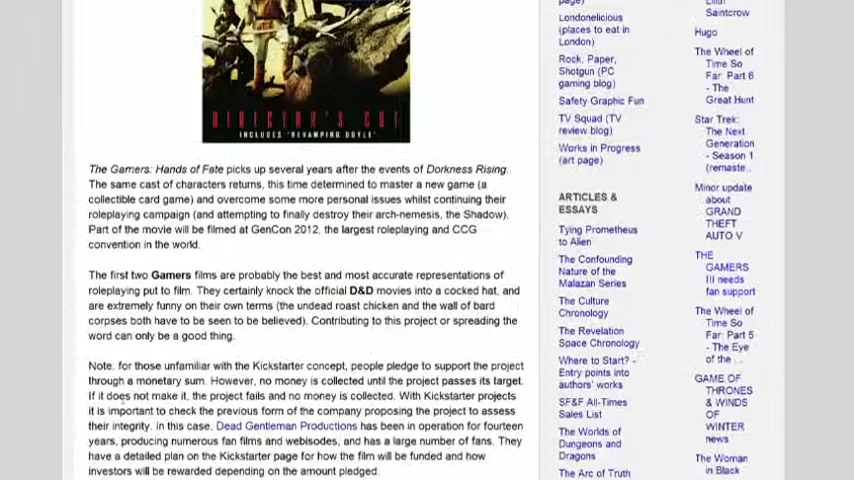 DIRECTOR'S CUT
INCLUDES "REVAMPING DOYLE"
The Gamers: Hands of Fate picks up several years after the events of Dorkness Rising.
The same cast of characters returns, this time determined to master a new game (a
collectible card game) and overcome some more personal issues whilst continuing their
roleplaying campaign (and attempting to finally destroy their arch-nemesis, the Shadow).
Part of the movie will be filmed at GenCon 2012, the largest roleplaying and CCG
convention in the world.
The first two Gamers films are probably the best and most accurate representations of
roleplaying put to film. They certainly knock the official D&D movies into a cocked hat, and
are extremely funny on their own terms (the undead roast chicken and the wall of bard
corpses both have to be seen to be believed). Contributing to this project or spreading the
word can only be a good thing.
Note: for those unfamiliar with the Kickstarter concept, people pledge to support the project
through a monetary sum. However, no money is collected until the project passes its target.
If it does not make it, the project fails and no money is collected. With Kickstarter projects
it is important to check the previous form of the company proposing the project to assess
their integrity. In this case, Dead Gentleman Productions has been in operation for fourteen
years, producing numerous fan films and webisodes, and has a large number of fans. They
have a detailed plan on the Kickstarter page for how the film will be funded and how
investors will be rewarded depending on the amount pledged.
page)
Londonelicious
(places to eat in
London)
Rock, Paper,
Shotgun (PC
gaming blog)
Safety Graphic Fun
TV Squad (TV
review blog)
Works in Progress
(art page)
ARTICLES &
ESSAYS
Tying Prometheus
to Alien
The Confounding
Nature of the
Malazan Series
The Culture
Chronology
The Revelation
Space Chronology
Where to Start? -
Entry points into
authors' works
SF&F All-Times
Sales List
The Worlds of
Dungeons and
Dragons
The Arc of Truth
Saintcrow
Hugo
The Wheel of
Time So
Far: Part 6
- The
Great Hunt
Star Trek:
The Next
Generation
- Season 1
(remaste...
Minor update
about
GRAND
THEFT
AUTO V
THE
GAMERS
III needs
fan support
The Wheel of
Time So
Far: Part 5
- The Eye
of the ...
GAME OF
THRONES
& WINDS
OF
WINTER
news
The Woman
in Black